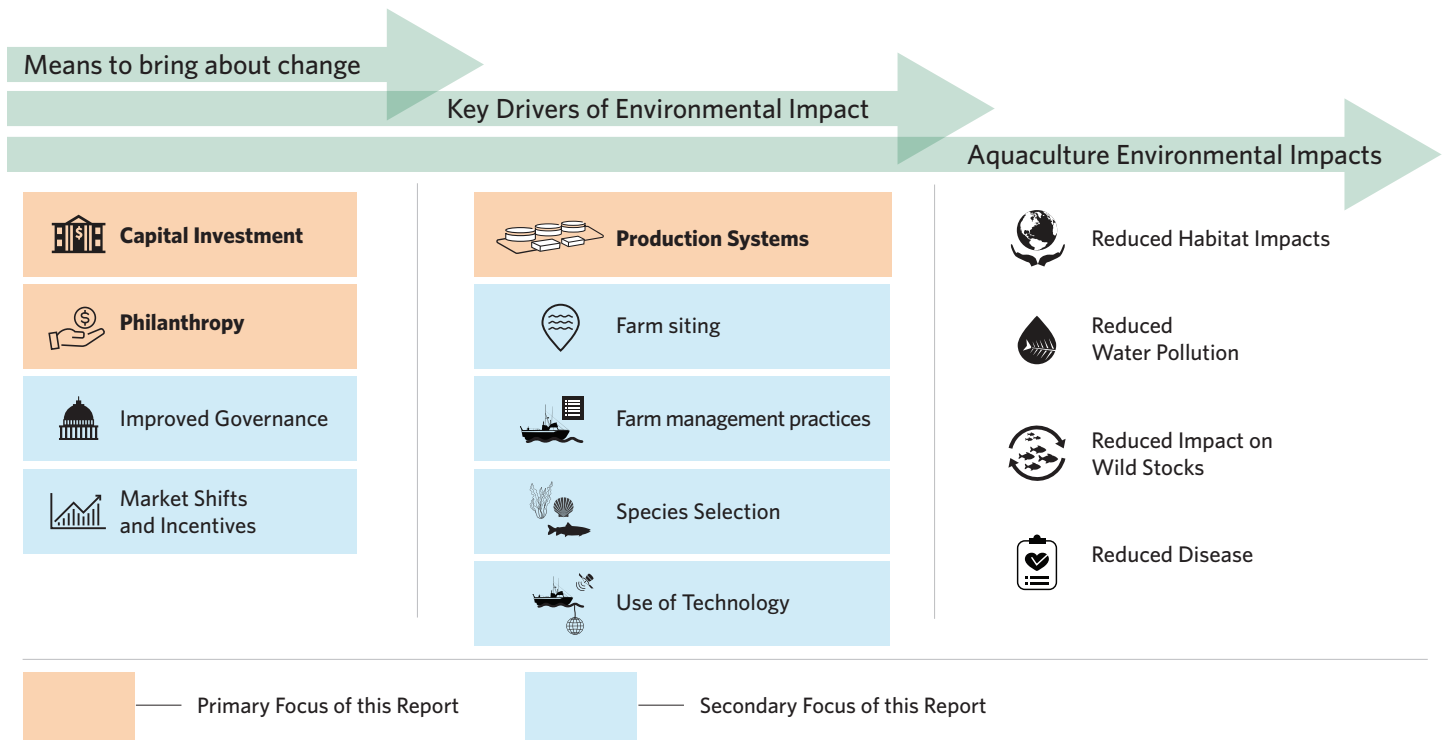 Means to bring about change
Key Drivers of Environmental Impact
Aquaculture Environmental Impacts
$
Capital Investment
$
Philanthropy
Improved Governance
Market Shifts
and Incentives
Production Systems
Farm siting
Farm management practices
Species Selection
Use of Technology
Reduced Habitat Impacts
Reduced
Water Pollution
Reduced Impact on
Wild Stocks
Reduced Disease
Primary Focus of this Report
Secondary Focus of this Report